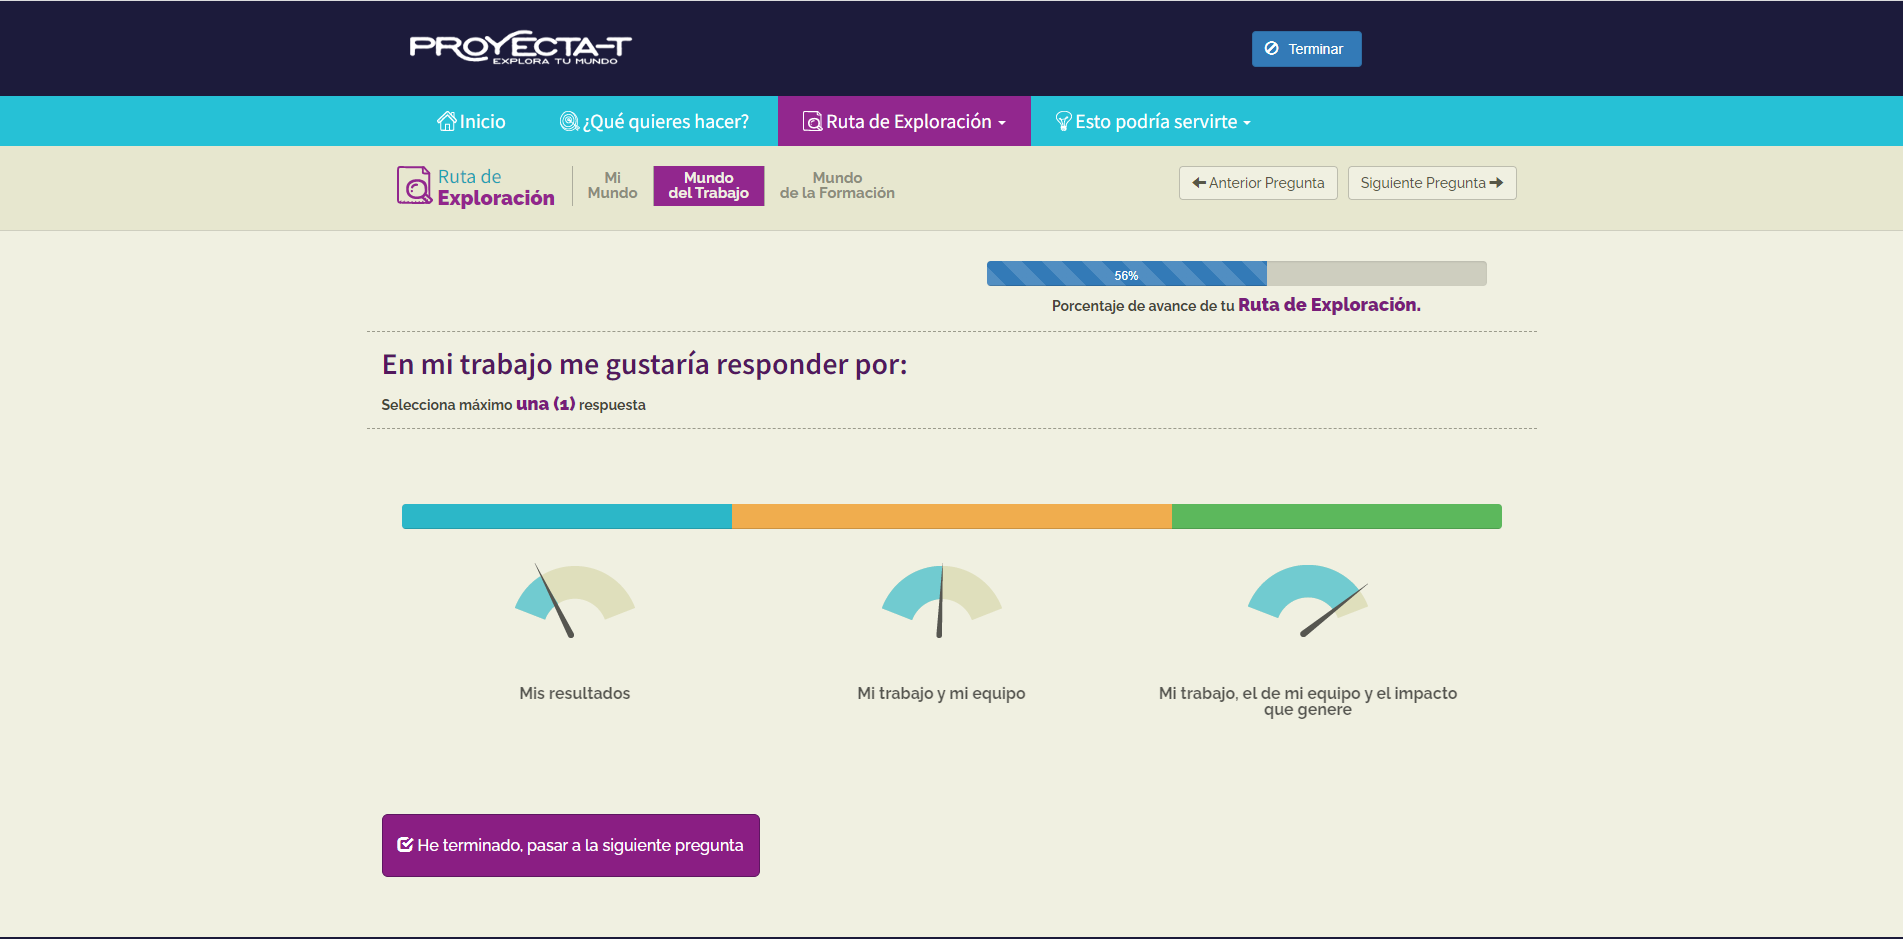 PROYECTA-T
EXPLORA TU MUNDO
Terminar
Inicio
¿Qué quieres hacer?
Ruta de Exploración
Esto podría servirte
Ruta de
Exploración
Mi
Mundo
Mundo
del Trabajo
Mundo
de la Formación
Anterior Pregunta
Siguiente Pregunta
56%
Porcentaje de avance de tu Ruta de Exploración.
En mi trabajo me gustaría responder por:
Selecciona máximo una (1) respuesta
Mis resultados
Mi trabajo y mi equipo
Mi trabajo, el de mi equipo y el impacto
que genere
He terminado, pasar a la siguiente pregunta